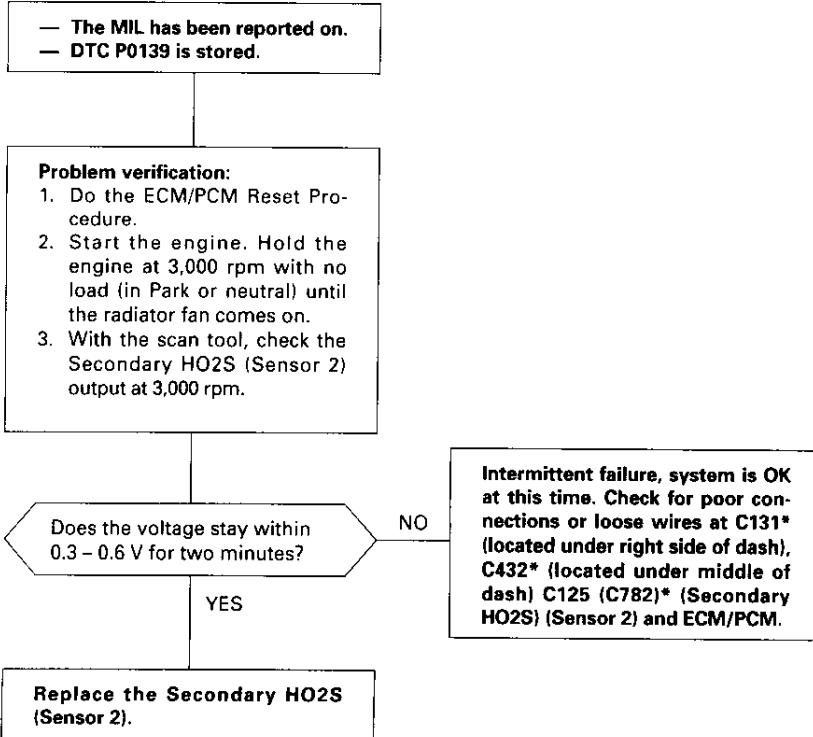 — The MIL has been reported on.
— DTC P0139 is stored.
Problem verification:
1. Do the ECM/PCM Reset Pro-
cedure.
2. Start the engine. Hold the
engine at 3,000 rpm with no
load (in Park or neutral) until
the radiator fan comes on.
3. With the scan tool, check the
Secondary HO2S (Sensor 2)
output at 3,000 rpm.
Does the voltage stay within
0.3 – 0.6 V for two minutes?
NO
Intermittent failure, system is OK
at this time. Check for poor con-
nections or loose wires at C131*
(located under right side of dash),
C432* (located under middle of
dash) C125 (C782)* (Secondary
HO2S) (Sensor 2) and ECM/PCM.
YES
Replace the Secondary HO2S
(Sensor 2).